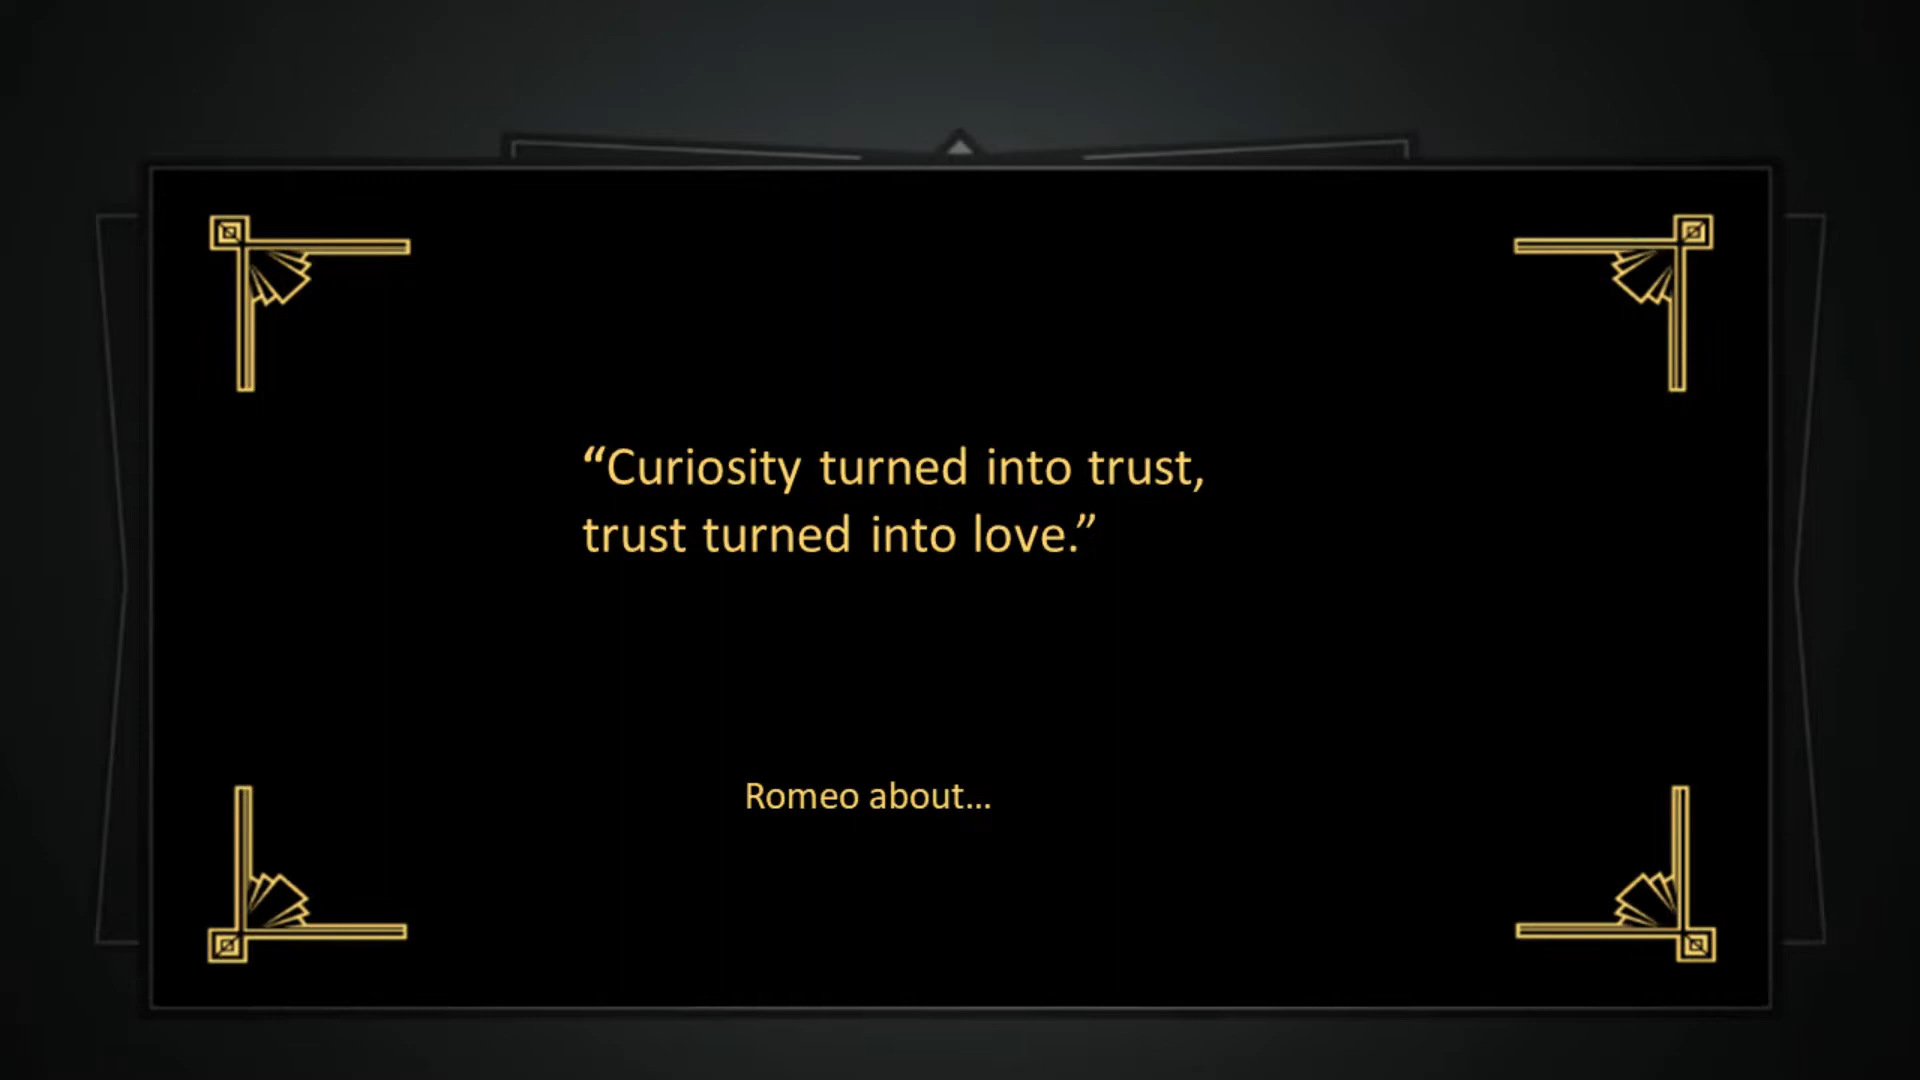 “Curiosity turned into trust,
trust turned into love.”
Romeo about...